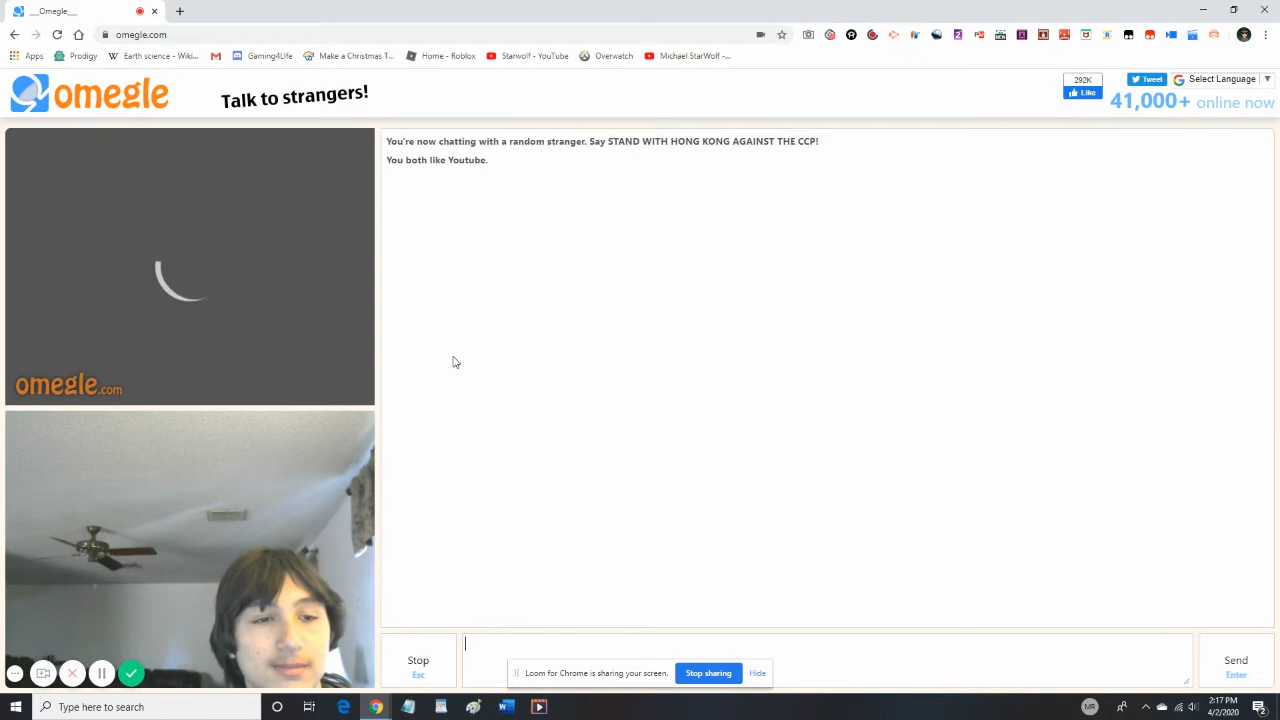 __Omegle__
omegle.com
Apps Prodigy Earth science - Wiki... Gaming4Life Make a Christmas T... Home - Roblox Starwolf - YouTube Overwatch Michael StarWolf -...
omegle
Talk to strangers!
292K
Like
Tweet
Select Language
41,000+ online now
You're now chatting with a random stranger. Say STAND WITH HONG KONG AGAINST THE CCP!
You both like Youtube.
omegle.com
Stop
Esc
Loom for Chrome is sharing your screen.
Stop sharing
Hide
Send
Enter
Type here to search
MR
2:17 PM
4/2/2020
2